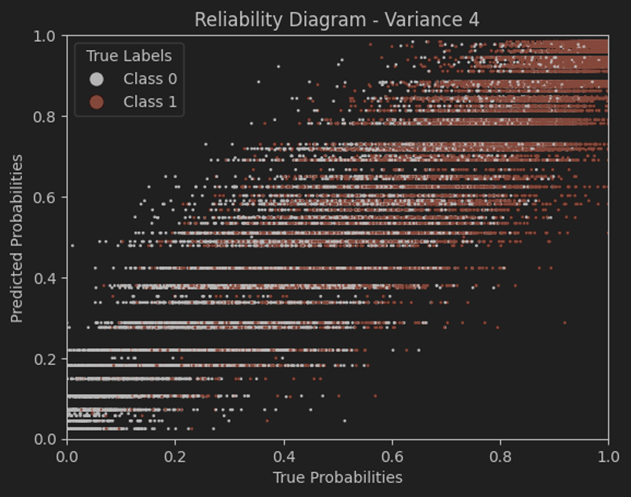 Reliability Diagram - Variance 4
1.0
0.8
0.6
0.4
0.2
0.0
Predicted Probabilities
True Labels
Class 0
Class 1
0.0 0.2 0.4 0.6 0.8 1.0
True Probabilities